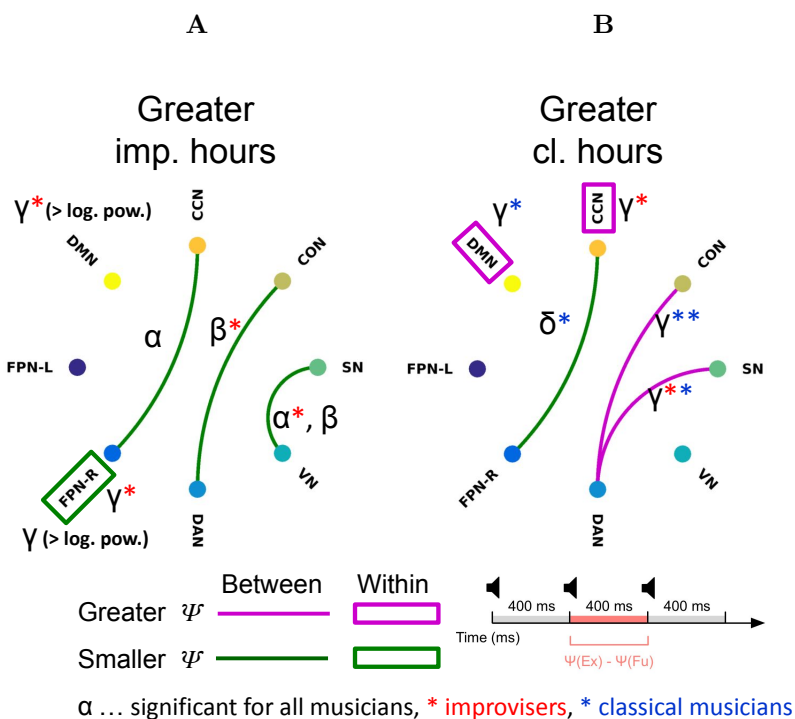 A
B
Greater
imp. hours
Greater
cl. hours
γ* (> log. pow.)
CCN
DMN
CON
α
β*
FPN-L
SN
α*, β
FPN-R
γ*
VN
γ (> log. pow.)
DAN
γ*
CCN
γ*
DMN
CON
δ*
γ**
FPN-L
SN
γ**
FPN-R
VN
DAN
Between
Within
Greater Ψ
Smaller Ψ
400 ms
400 ms
400 ms
Time (ms)
Ψ(Ex) - Ψ(Fu)
α ... significant for all musicians, * improvisers, * classical musicians